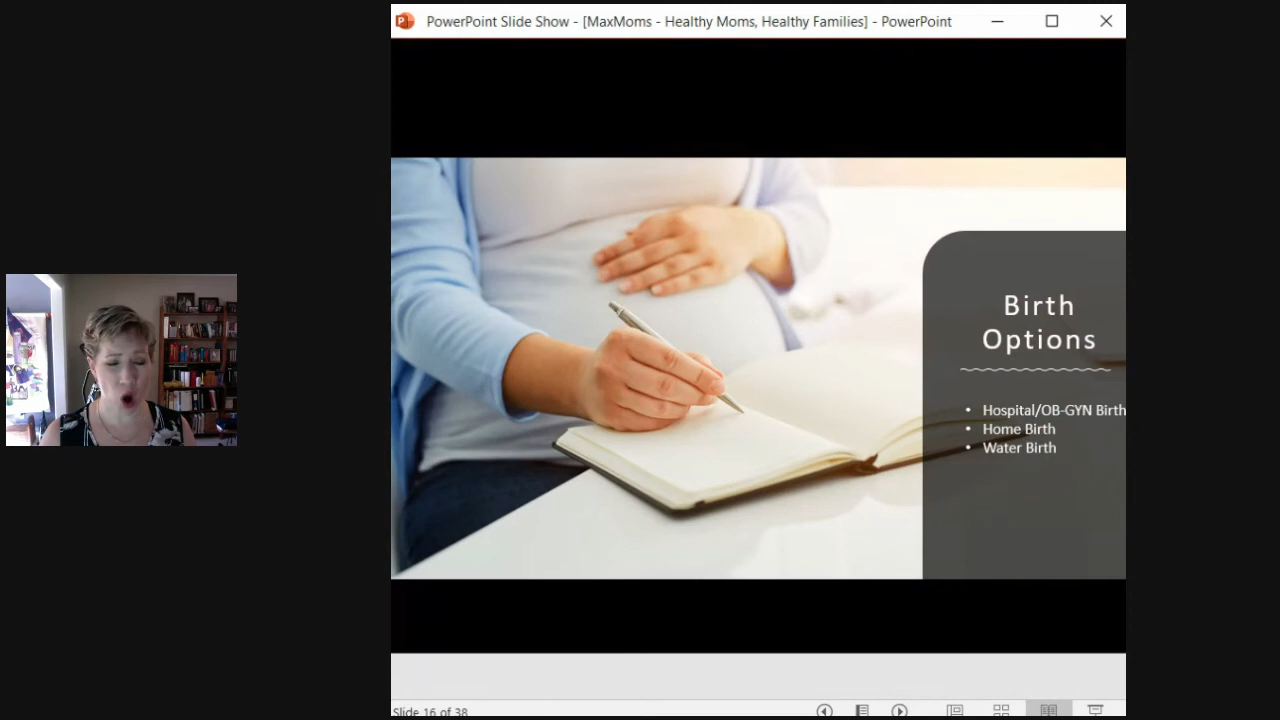 PowerPoint Slide Show - [MaxMoms - Healthy Moms, Healthy Families] - PowerPoint
Birth
Options
• Hospital/OB-GYN Birth
• Home Birth
• Water Birth
Slide 16 of 38